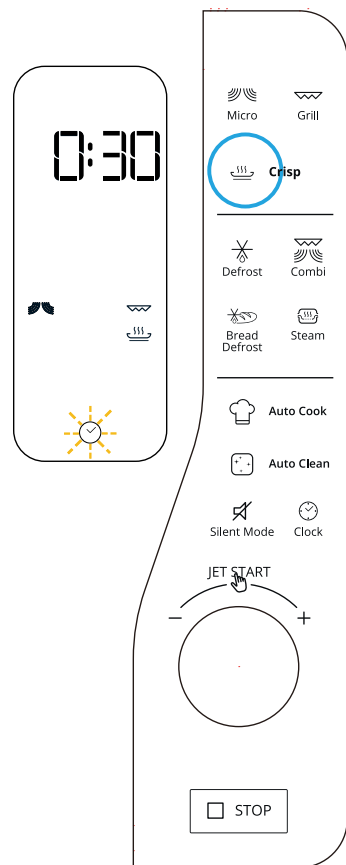 0:30
Micro Grill
Crisp
Defrost Combi
Bread Steam
Defrost
Auto Cook
Auto Clean
Silent Mode Clock
JET START
− +
STOP